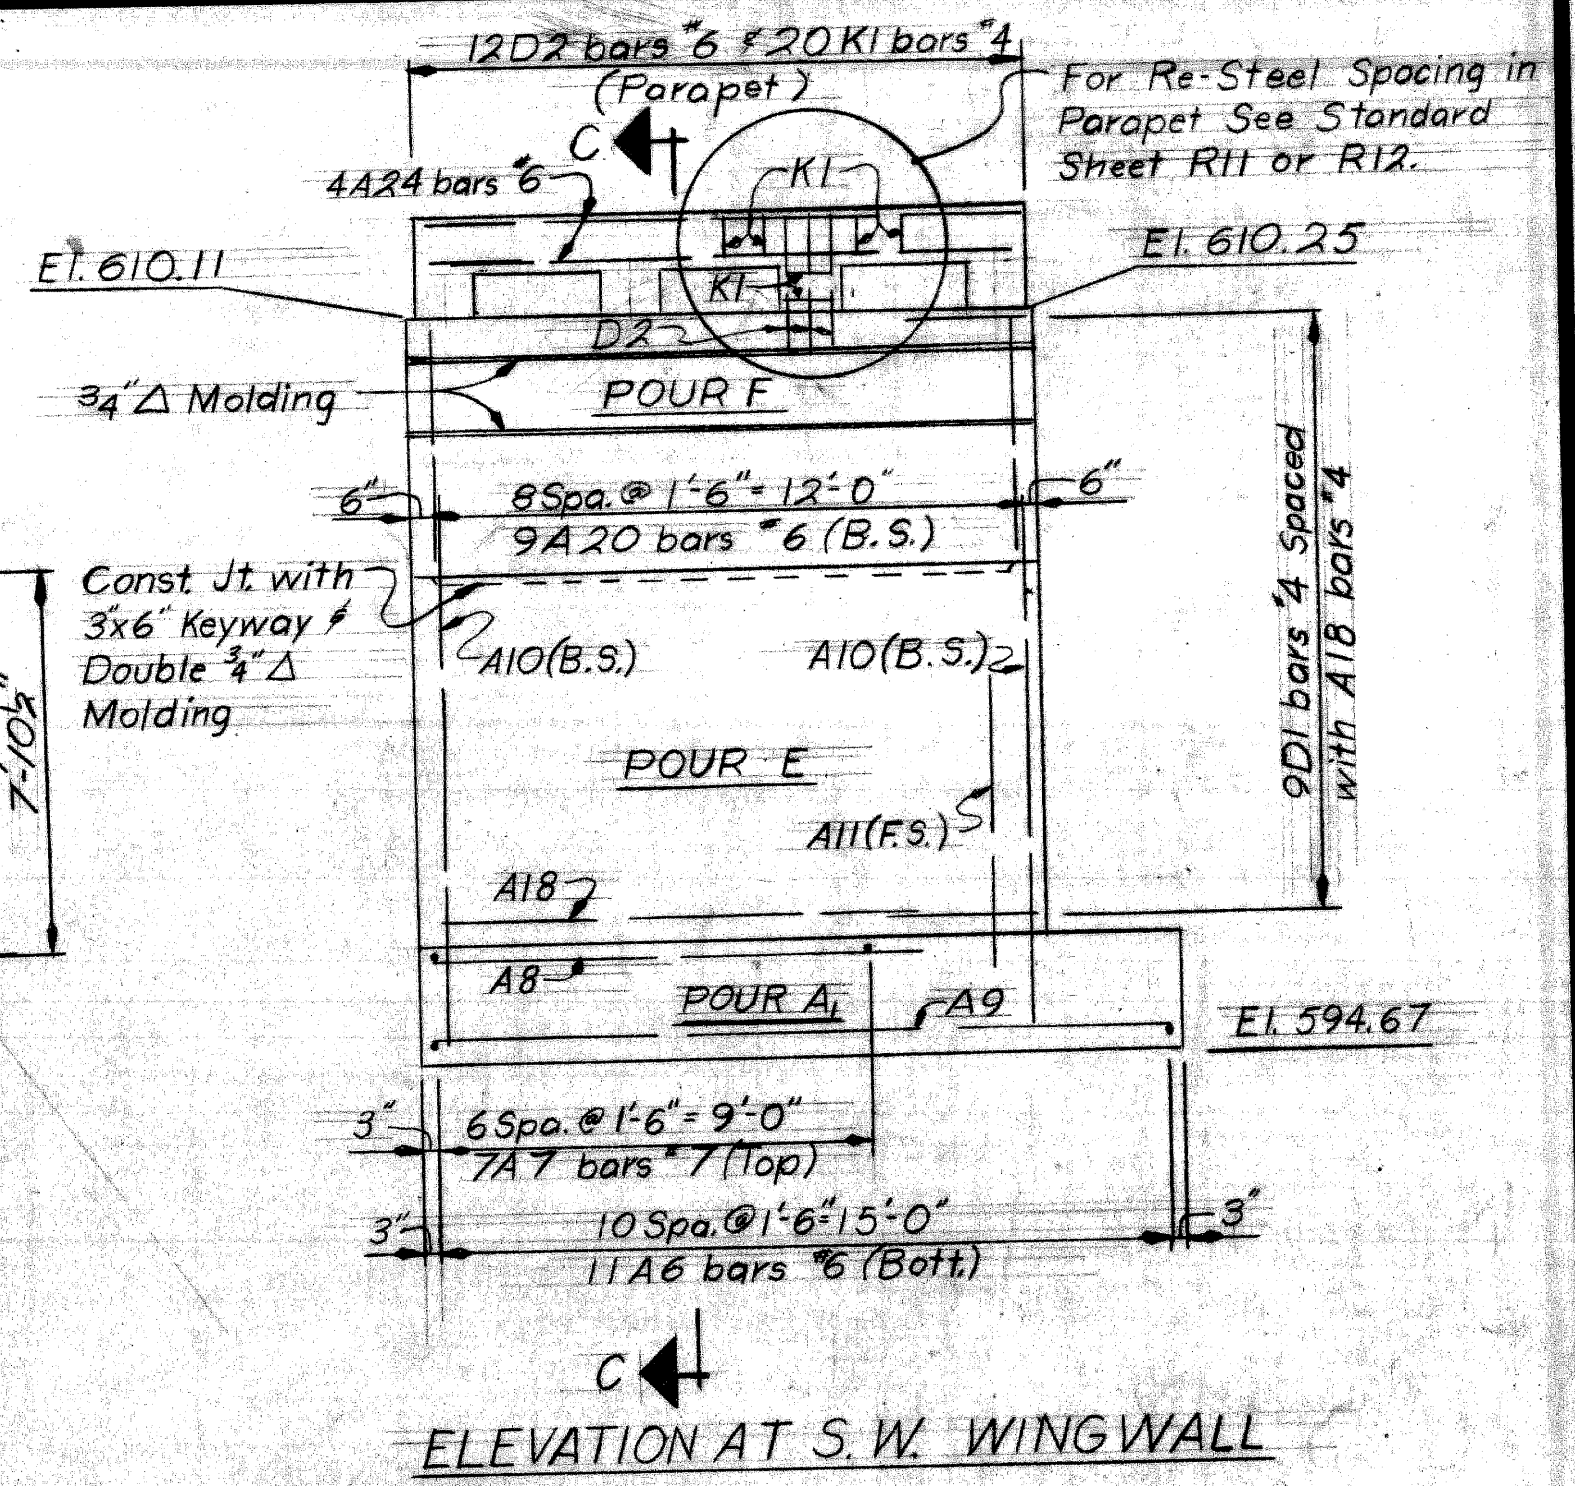 12 D2 bars #6 & 20 K1 bars #4
(Parapet)
For Re-Steel Spacing in
Parapet See Standard
Sheet R11 or R12.
C
4A24 bars #6
K1
El. 610.11
El. 610.25
K1
D2
3/4" △ Molding
POUR F
6"
8 Spa. @ 1'-6" = 12'-0"
6"
9A20 bars #6 (B.S.)
9D1 bars #4 Spaced
with A18 bars #4
Const. Jt. with
3"x6" Keyway &
Double 3/4" △
Molding
7'-10½"
A10 (B.S.)
A10 (B.S.)
POUR E
A11 (F.S.)
A18
A8
POUR A1
A9
El. 594.67
3"
6 Spa. @ 1'-6" = 9'-0"
7A7 bars #7 (Top)
3"
10 Spa. @ 1'-6" = 15'-0"
3"
11A6 bars #6 (Bott.)
C
ELEVATION AT S. W. WINGWALL